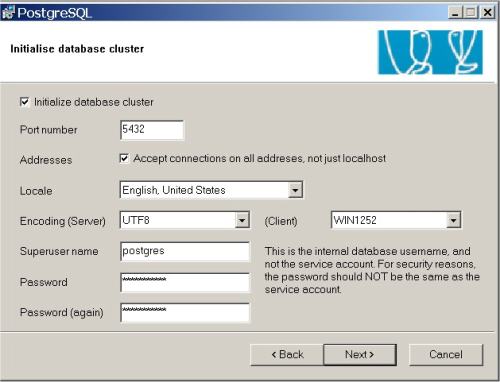 PostgreSQL
Initialise database cluster
Initialize database cluster
Port number 5432
Addresses Accept connections on all addreses, not just localhost
Locale English, United States
Encoding (Server) UTF8 (Client) WIN1252
Superuser name postgres
This is the internal database username, and
not the service account. For security reasons,
the password should NOT be the same as the
service account.
Password ***********
Password (again) ***********
< Back Next > Cancel